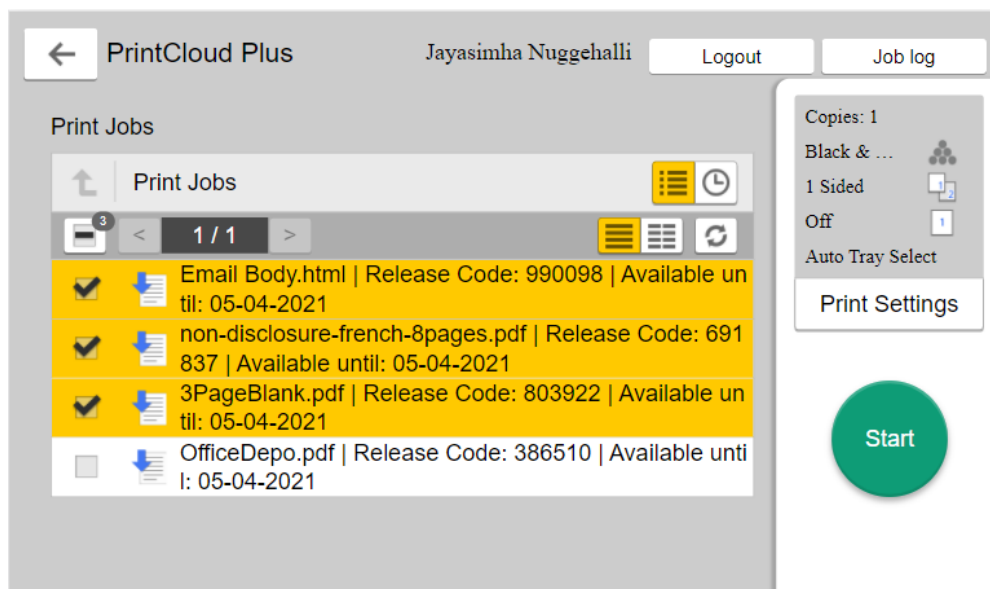 PrintCloud Plus
Jayasimha Nuggehalli
Logout
Job log
Print Jobs
Print Jobs
3
<
1 / 1
>
Email Body.html | Release Code: 990098 | Available un
til: 05-04-2021
non-disclosure-french-8pages.pdf | Release Code: 691
837 | Available until: 05-04-2021
3PageBlank.pdf | Release Code: 803922 | Available un
til: 05-04-2021
OfficeDepo.pdf | Release Code: 386510 | Available unti
l: 05-04-2021
Copies: 1
Black & ...
1 Sided
1
2
Off
1
Auto Tray Select
Print Settings
Start